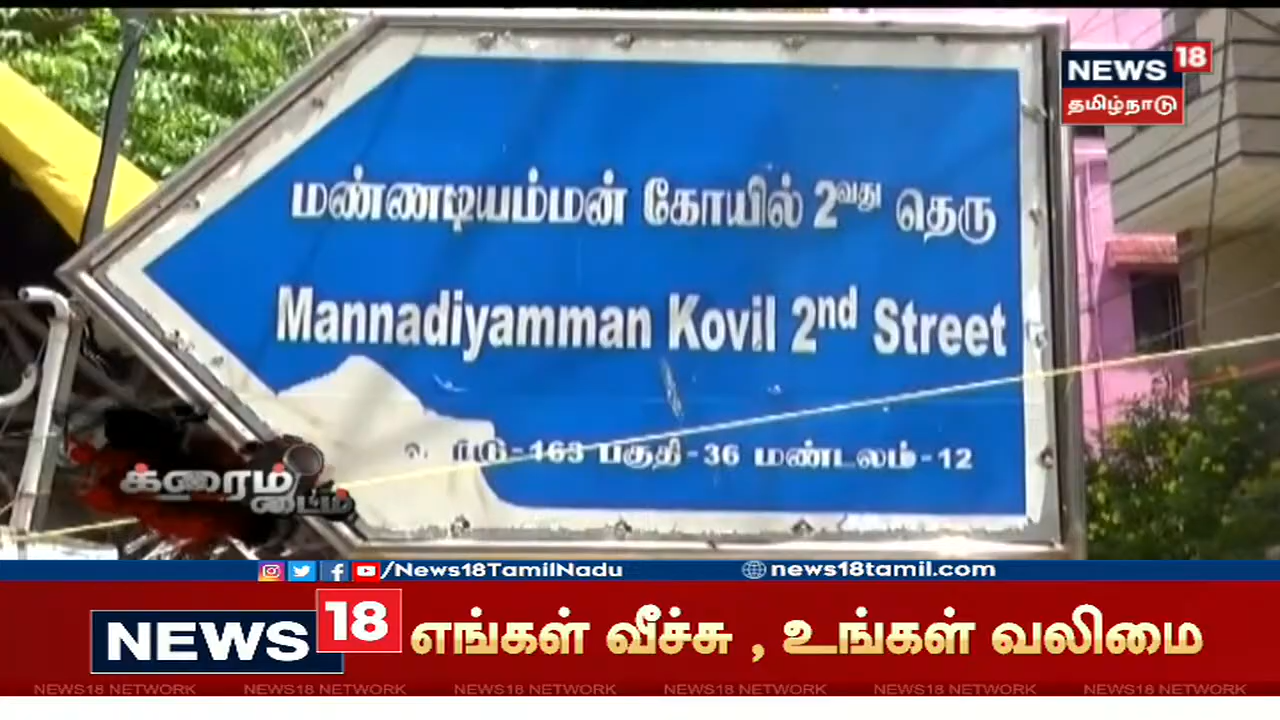 NEWS 18
தமிழ்நாடு
மண்ணடியம்மன் கோயில் 2வது தெரு
Mannadiyamman Kovil 2nd Street
-163 பகுதி-36 மண்டலம்-12
க்ரைம்
டைம்
/News18TamilNadu news18tamil.com
NEWS 18 எங்கள் வீச்சு , உங்கள் வலிமை
NEWS18 NETWORK NEWS18 NETWORK NEWS18 NETWORK NEWS18 NETWORK NEWS18 NETWORK NEWS18 NETWORK